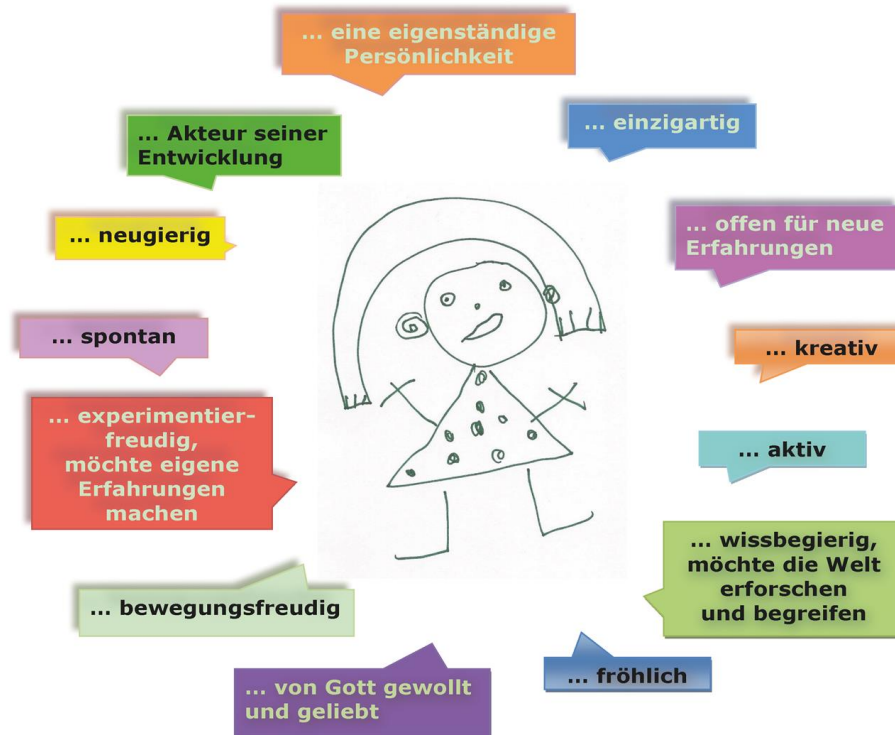 ... eine eigenständige
Persönlichkeit
... Akteur seiner
Entwicklung
... einzigartig
... neugierig
... offen für neue
Erfahrungen
... spontan
... kreativ
... experimentier-
freudig,
möchte eigene
Erfahrungen
machen
... aktiv
... wissbegierig,
möchte die Welt
erforschen
und begreifen
... bewegungsfreudig
... von Gott gewollt
und geliebt
... fröhlich